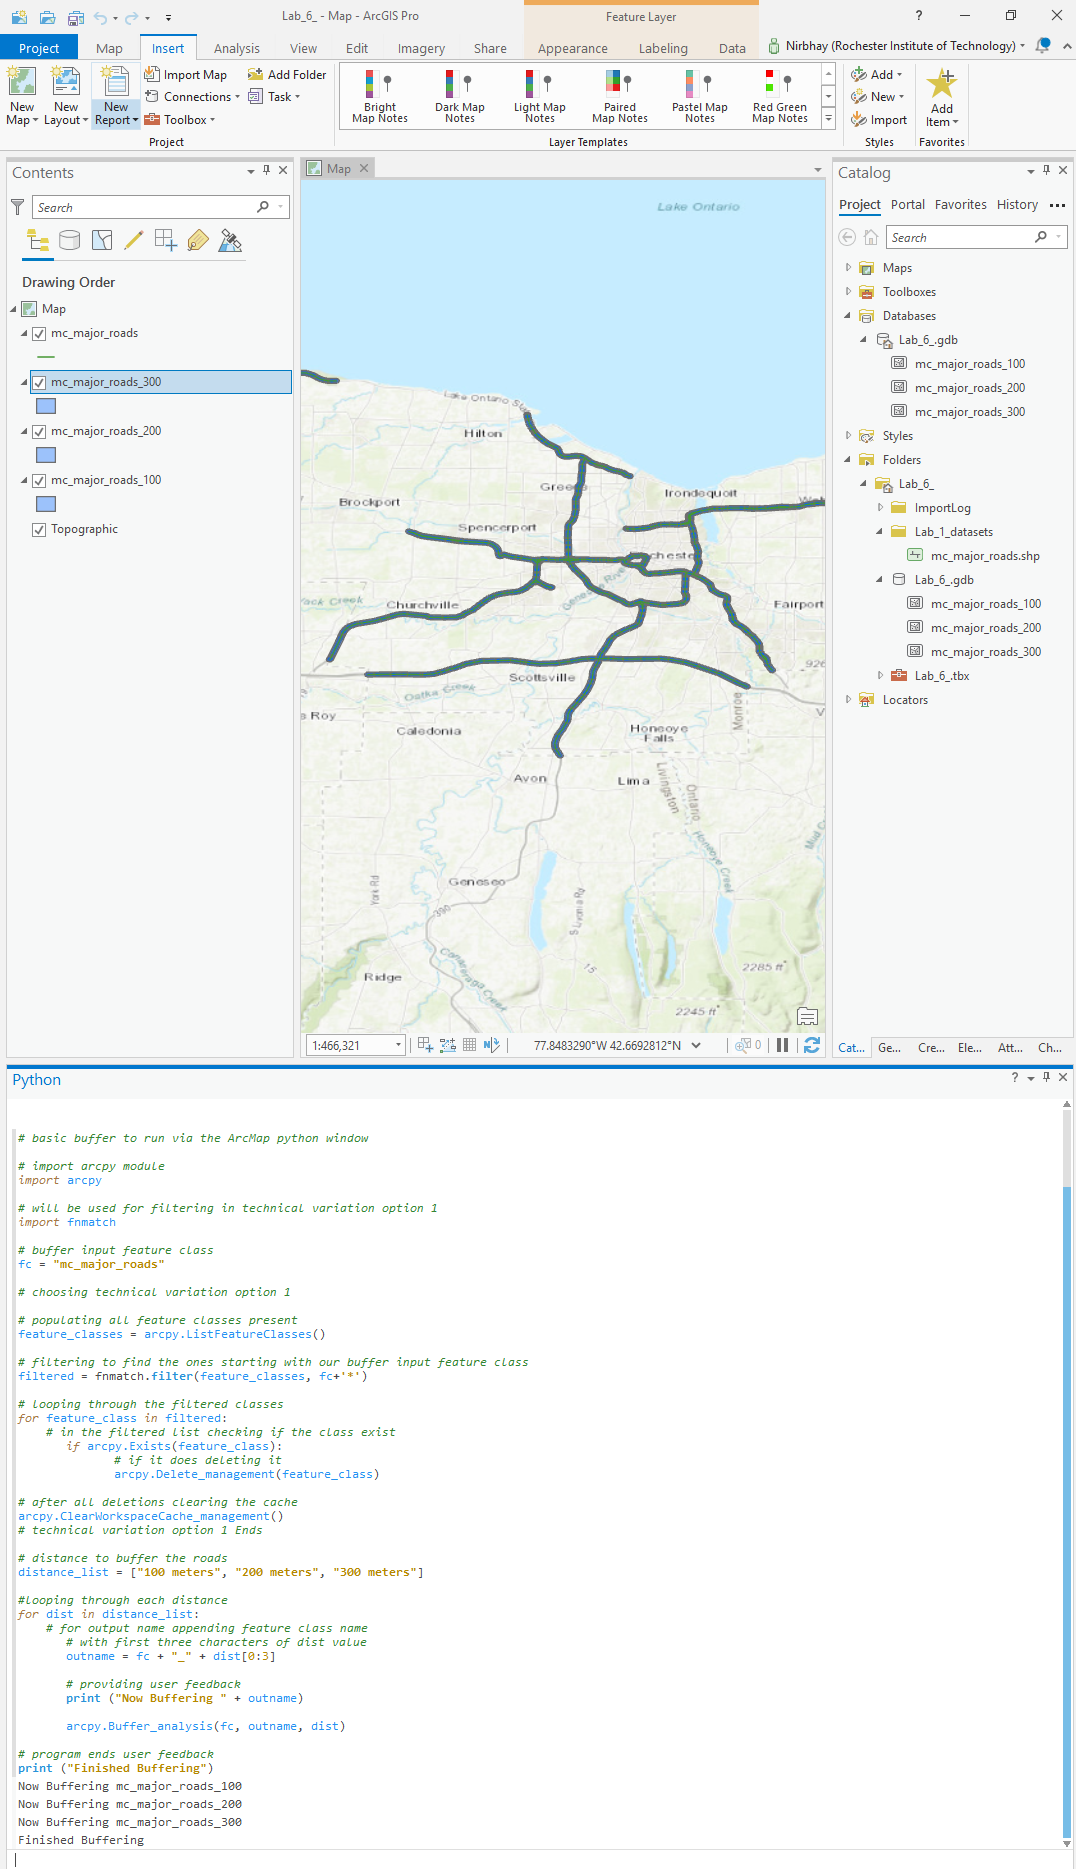 Lab_6_ - Map - ArcGIS Pro
Feature Layer
?
Project
Map
Insert
Analysis
View
Edit
Imagery
Share
Appearance
Labeling
Data
Nirbhay (Rochester Institute of Technology)
New Map
New Layout
New Report
Import Map
Connections
Toolbox
Add Folder
Task
Project
Bright Map Notes
Dark Map Notes
Light Map Notes
Paired Map Notes
Pastel Map Notes
Red Green Map Notes
Layer Templates
Add
New
Import
Styles
Add Item
Favorites
Contents
Search
Drawing Order
Map
mc_major_roads
mc_major_roads_300
mc_major_roads_200
mc_major_roads_100
Topographic
Map
Lake Ontario
Lake Ontario Sta
Hilton
Greece
Irondequoit
Brockport
Spencerport
Rochester
Churchville
Genesee River
Fairport
Black Creek
926
Scottsville
Oatka Creek
e Roy
Caledonia
Honeoye Falls
Monroe
Avon
Lima
Livingston
Ontario
Honeoye Creek
Mud C
Geneseo
York Rd
S Livonia Rd
390
Canaseraga Creek
15
2285 ft
Ridge
2245 ft
1:466,321
77.8483290°W 42.6692812°N
0
Catalog
Project
Portal
Favorites
History
Search
Maps
Toolboxes
Databases
Lab_6_.gdb
mc_major_roads_100
mc_major_roads_200
mc_major_roads_300
Styles
Folders
Lab_6_
ImportLog
Lab_1_datasets
mc_major_roads.shp
Lab_6_.gdb
mc_major_roads_100
mc_major_roads_200
mc_major_roads_300
Lab_6_.tbx
Locators
Cat...
Ge...
Cre...
Ele...
Att...
Ch...
Python
?
# basic buffer to run via the ArcMap python window
# import arcpy module
import arcpy
# will be used for filtering in technical variation option 1
import fnmatch
# buffer input feature class
fc = "mc_major_roads"
# choosing technical variation option 1
# populating all feature classes present
feature_classes = arcpy.ListFeatureClasses()
# filtering to find the ones starting with our buffer input feature class
filtered = fnmatch.filter(feature_classes, fc+'*')
# looping through the filtered classes
for feature_class in filtered:
# in the filtered list checking if the class exist
if arcpy.Exists(feature_class):
# if it does deleting it
arcpy.Delete_management(feature_class)
# after all deletions clearing the cache
arcpy.ClearWorkspaceCache_management()
# technical variation option 1 Ends
# distance to buffer the roads
distance_list = ["100 meters", "200 meters", "300 meters"]
#looping through each distance
for dist in distance_list:
# for output name appending feature class name
# with first three characters of dist value
outname = fc + "_" + dist[0:3]
# providing user feedback
print ("Now Buffering " + outname)
arcpy.Buffer_analysis(fc, outname, dist)
# program ends user feedback
print ("Finished Buffering")
Now Buffering mc_major_roads_100
Now Buffering mc_major_roads_200
Now Buffering mc_major_roads_300
Finished Buffering